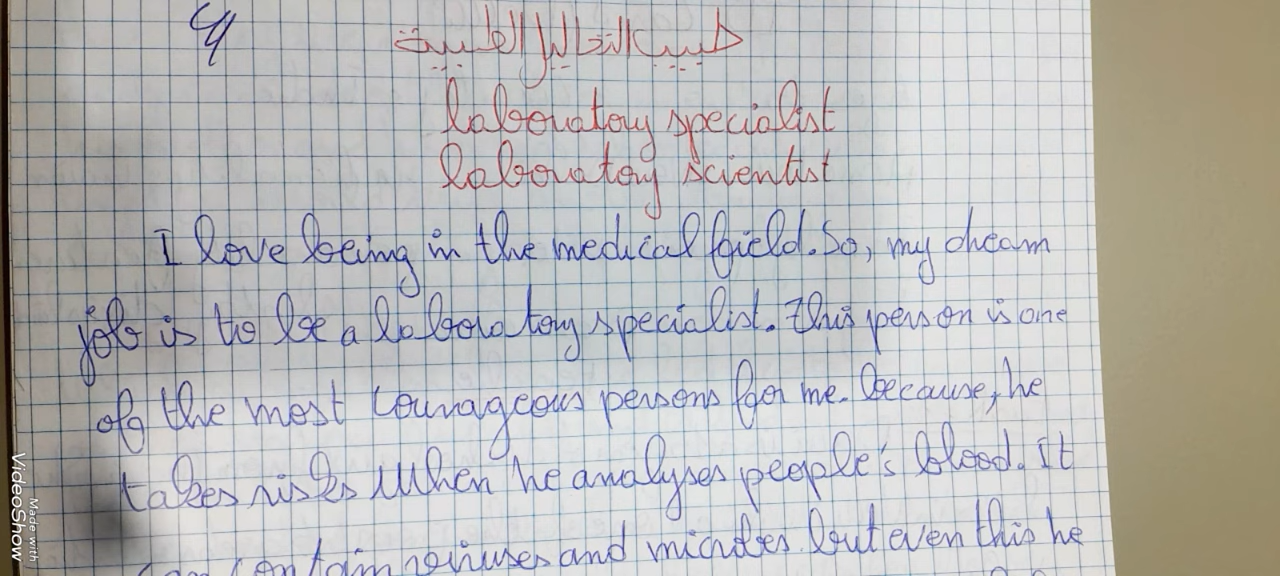 4
طبيب التحاليل الطبية
laboratory specialist
laboratory scientist
I love being in the medical field. So, my dream
job is to be a laboratory specialist. This person is one
of the most courageous persons for me. because, he
takes risks when he analyses people's blood. It
can contain viruses and microbes. but even this he
Made with
VideoShow